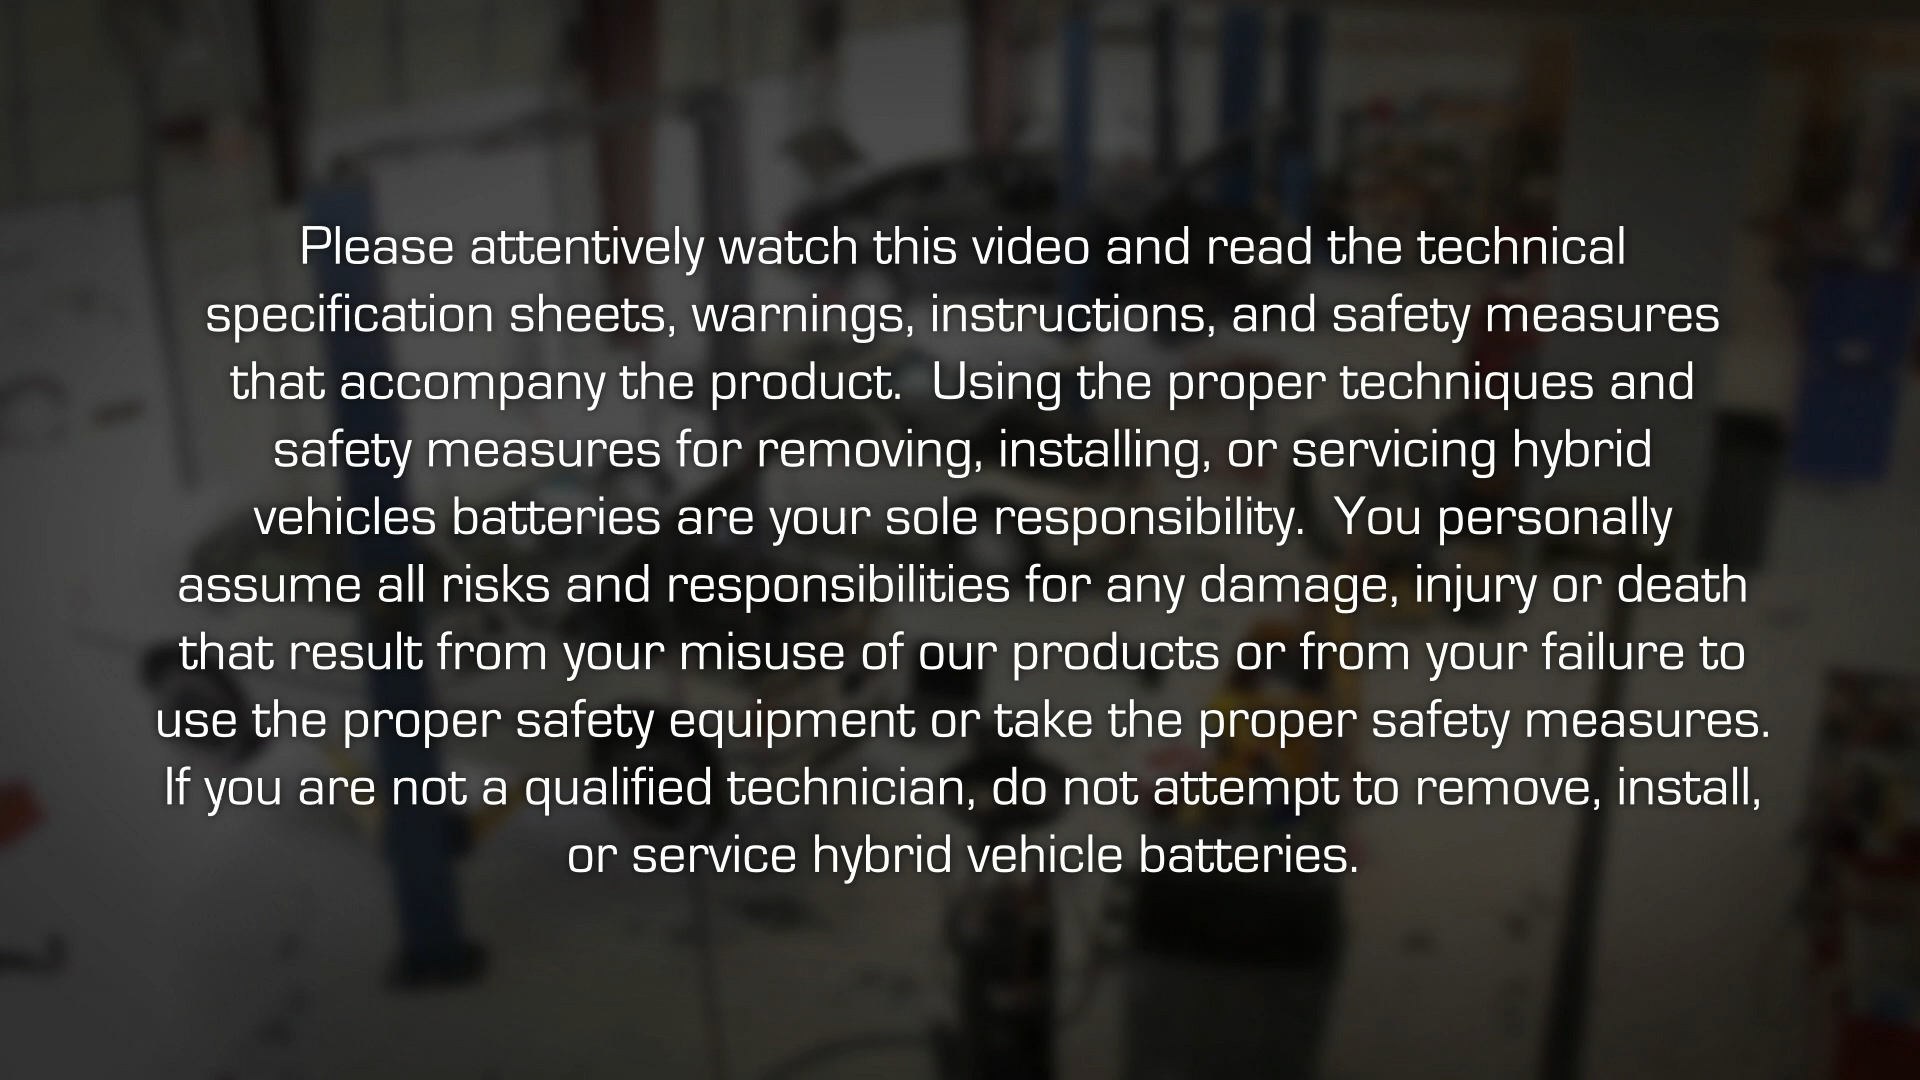 Please attentively watch this video and read the technical
specification sheets, warnings, instructions, and safety measures
that accompany the product.  Using the proper techniques and
safety measures for removing, installing, or servicing hybrid
vehicles batteries are your sole responsibility.  You personally
assume all risks and responsibilities for any damage, injury or death
that result from your misuse of our products or from your failure to
use the proper safety equipment or take the proper safety measures.
If you are not a qualified technician, do not attempt to remove, install,
or service hybrid vehicle batteries.